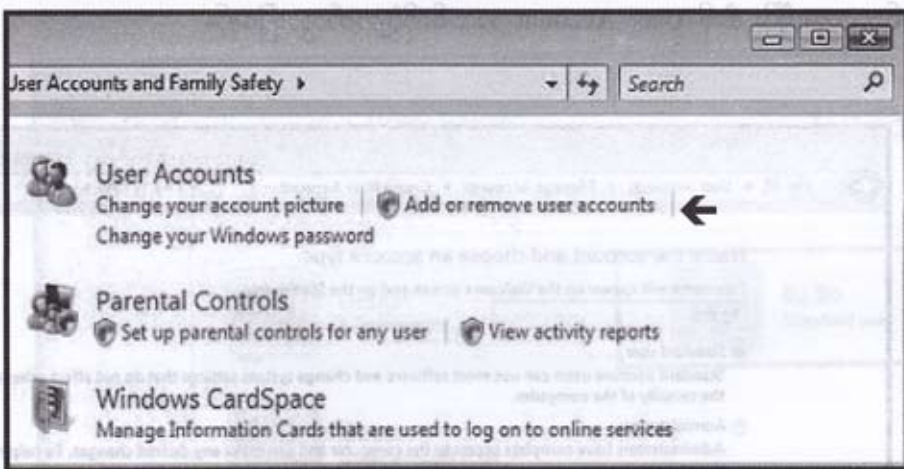 User Accounts and Family Safety
Search
User Accounts
Change your account picture
Add or remove user accounts
Change your Windows password
Parental Controls
Set up parental controls for any user
View activity reports
Windows CardSpace
Manage Information Cards that are used to log on to online services